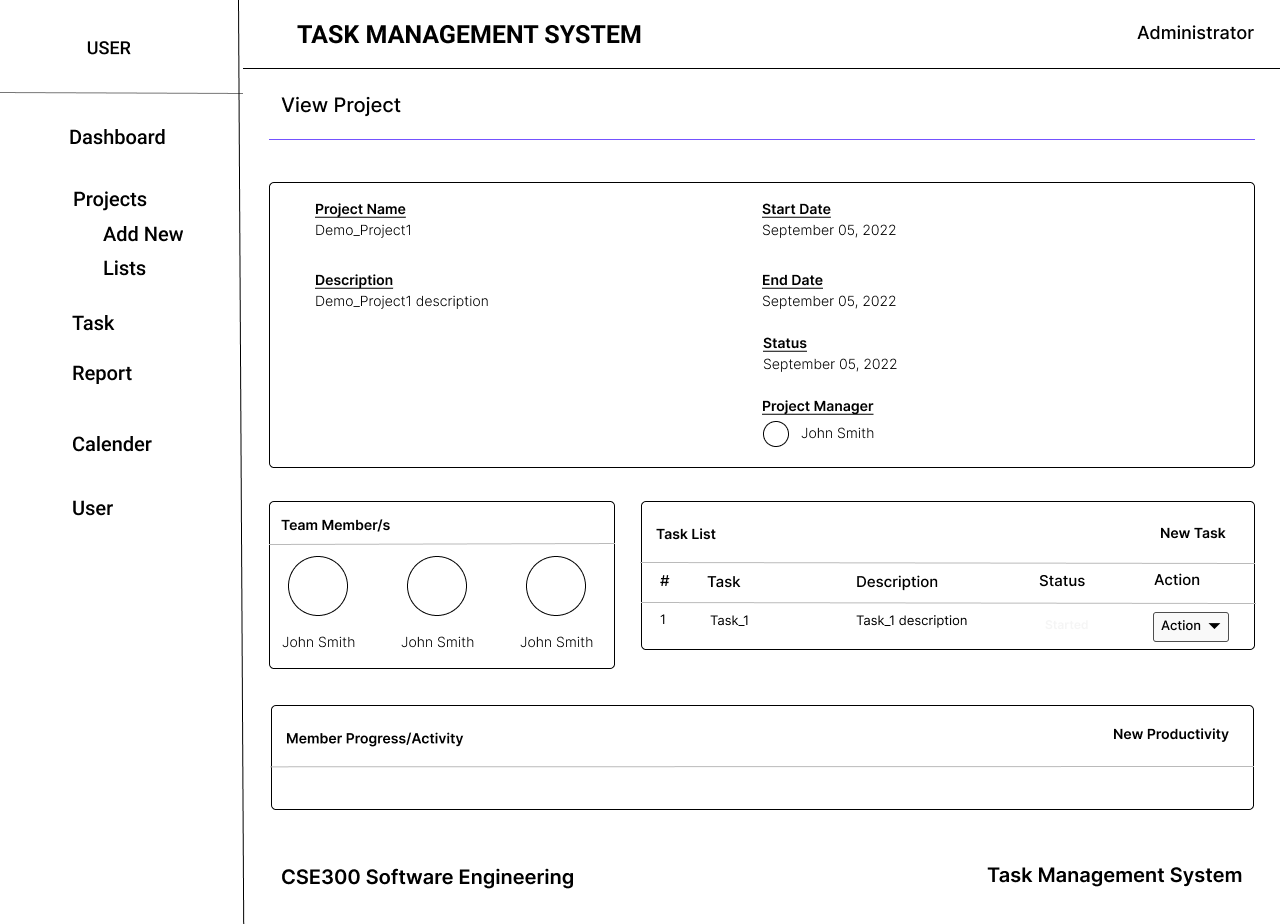 USER
TASK MANAGEMENT SYSTEM
Administrator
View Project
Dashboard
Projects
Add New
Lists
Task
Report
Calender
User
Project Name
Demo_Project1
Description
Demo_Project1 description
Start Date
September 05, 2022
End Date
September 05, 2022
Status
September 05, 2022
Project Manager
John Smith
Team Member/s
John Smith John Smith John Smith
Task List New Task
# Task Description Status Action
1 Task_1 Task_1 description Started Action
Member Progress/Activity New Productivity
CSE300 Software Engineering Task Management System